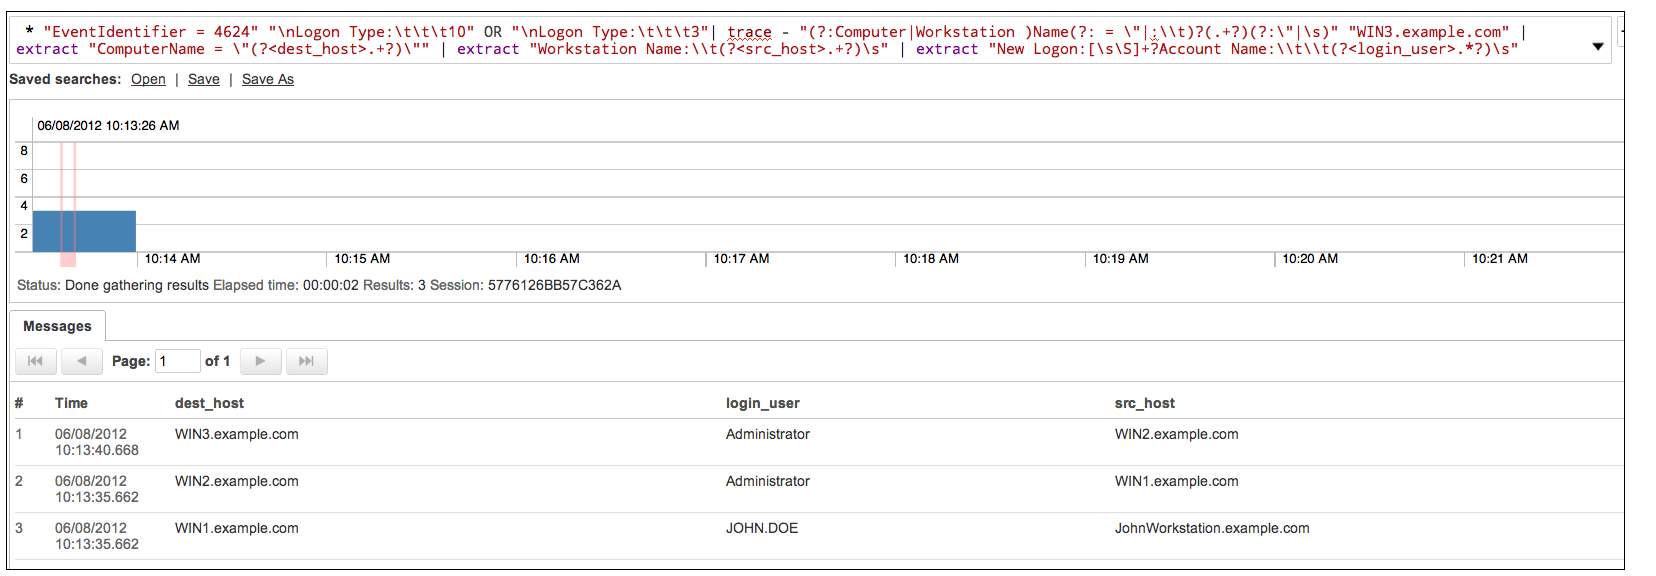 * "EventIdentifier = 4624" "\nLogon Type:\t\t\t10" OR "\nLogon Type:\t\t\t3"| trace - "(?:Computer|Workstation )Name(?: = \"|:\\t)?(.+?)(?:\"|\s)" "WIN3.example.com" |
extract "ComputerName = \"(?<dest_host>.+?)\"" | extract "Workstation Name:\\t(?<src_host>.+?)\s" | extract "New Logon:[\s\S]+?Account Name:\\t\\t(?<login_user>.*?)\s"
Saved searches: Open | Save | Save As
06/08/2012 10:13:26 AM
8
6
4
2
10:14 AM 10:15 AM 10:16 AM 10:17 AM 10:18 AM 10:19 AM 10:20 AM 10:21 AM
Status: Done gathering results Elapsed time: 00:00:02 Results: 3 Session: 5776126BB57C362A
Messages
Page: 1 of 1
# Time dest_host login_user src_host
1 06/08/2012 WIN3.example.com Administrator WIN2.example.com
10:13:40.668
2 06/08/2012 WIN2.example.com Administrator WIN1.example.com
10:13:35.662
3 06/08/2012 WIN1.example.com JOHN.DOE JohnWorkstation.example.com
10:13:35.662